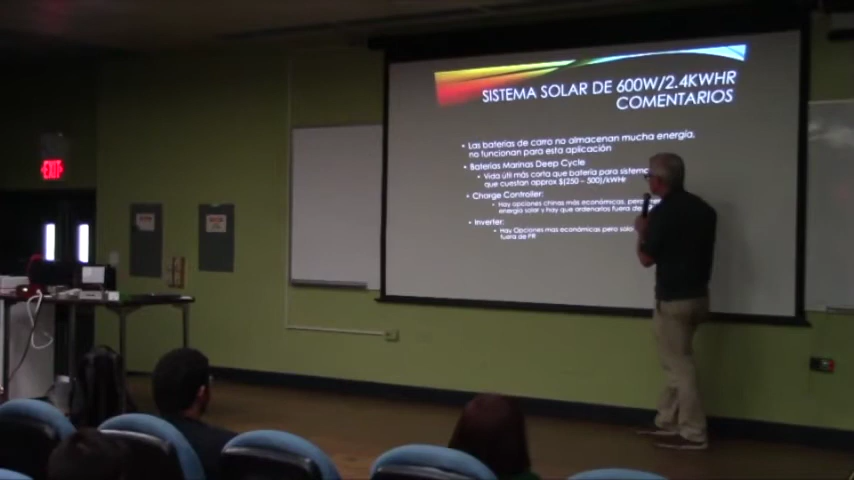 EXIT
SISTEMA SOLAR DE 600W/2.4KWHR
COMENTARIOS
• Las baterías de carro no almacenan mucha energía,
no funcionan para esta aplicación
• Baterías Marinas Deep Cycle
• Vida útil más corta que batería para sistema
que cuestan approx $(250 – 500)/kWHr
• Charge Controller:
• Hay opciones chinas más económicas,
energía solar y hay que ordenarlos fuera de
• Inverter:
• Hay Opciones mas económicas pero
fuera de PR